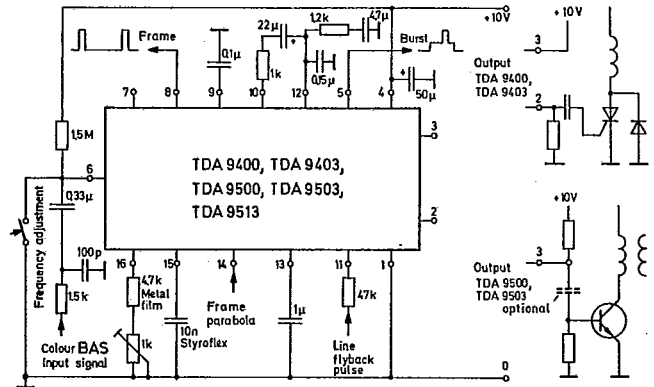 +10V
+10V
Frame
22µ
1,2k
4,7µ
0,1µ
1k
0,15µ
Burst
50µ
3
Output
TDA 9400,
TDA 9403
2
7
8
9
10
12
5
4
1,5M
6
3
2
TDA 9400, TDA 9403,
TDA 9500, TDA 9503,
TDA 9513
0,33µ
Frequency adjustment
100p
1,5k
Colour BAS
input signal
16
15
14
13
11
1
4,7k
Metal
film
1k
10n
Styroflex
Frame
parabola
1µ
47k
Line
flyback
pulse
+10V
3
Output
TDA 9500,
TDA 9503
optional
0